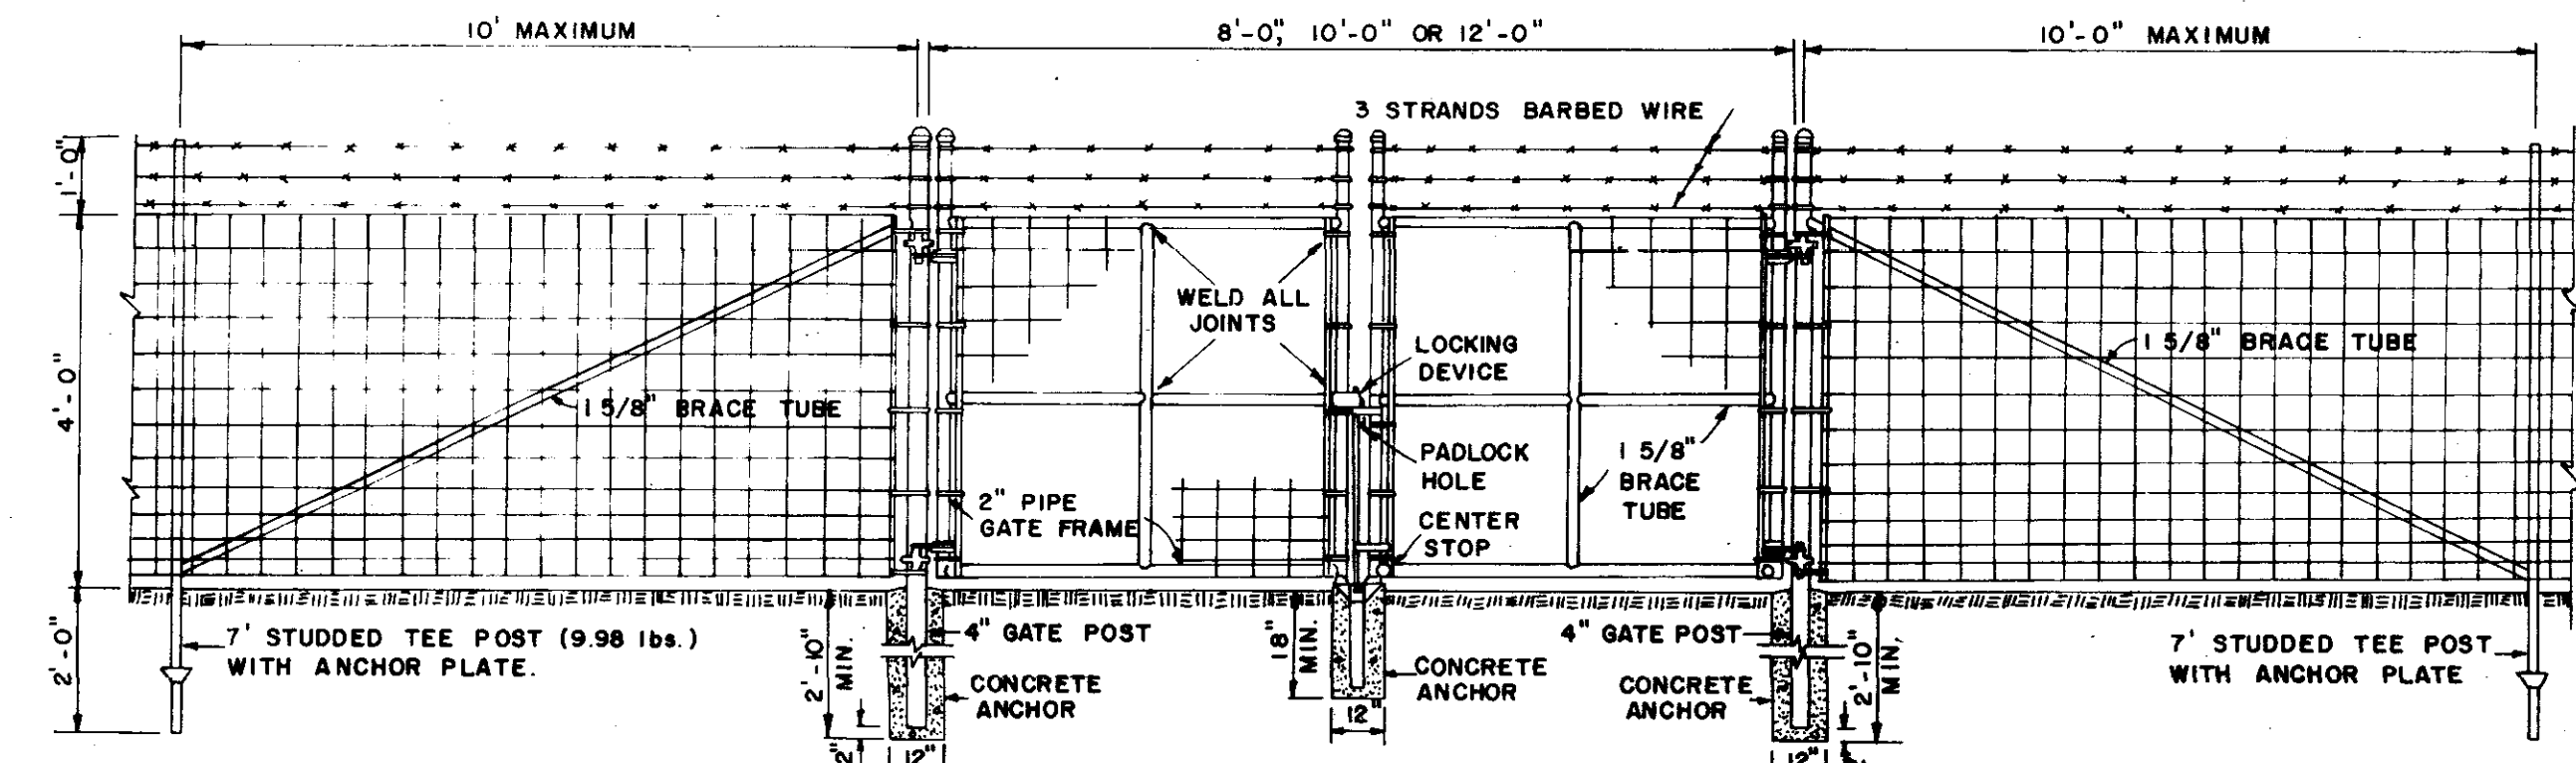 10' MAXIMUM
8'-0", 10'-0" OR 12'-0"
10'-0" MAXIMUM
3 STRANDS BARBED WIRE
1'-0"
4'-0"
2'-0"
WELD ALL
JOINTS
LOCKING
DEVICE
1 5/8" BRACE TUBE
1 5/8" BRACE TUBE
PADLOCK
HOLE
1 5/8"
BRACE
TUBE
2" PIPE
GATE FRAME
CENTER
STOP
7' STUDDED TEE POST (9.98 lbs.)
WITH ANCHOR PLATE.
2'-10"
MIN.
4" GATE POST
CONCRETE
ANCHOR
2"
12"
18"
MIN.
CONCRETE
ANCHOR
12"
4" GATE POST
CONCRETE
ANCHOR
2'-10"
MIN.
12"
7' STUDDED TEE POST
WITH ANCHOR PLATE